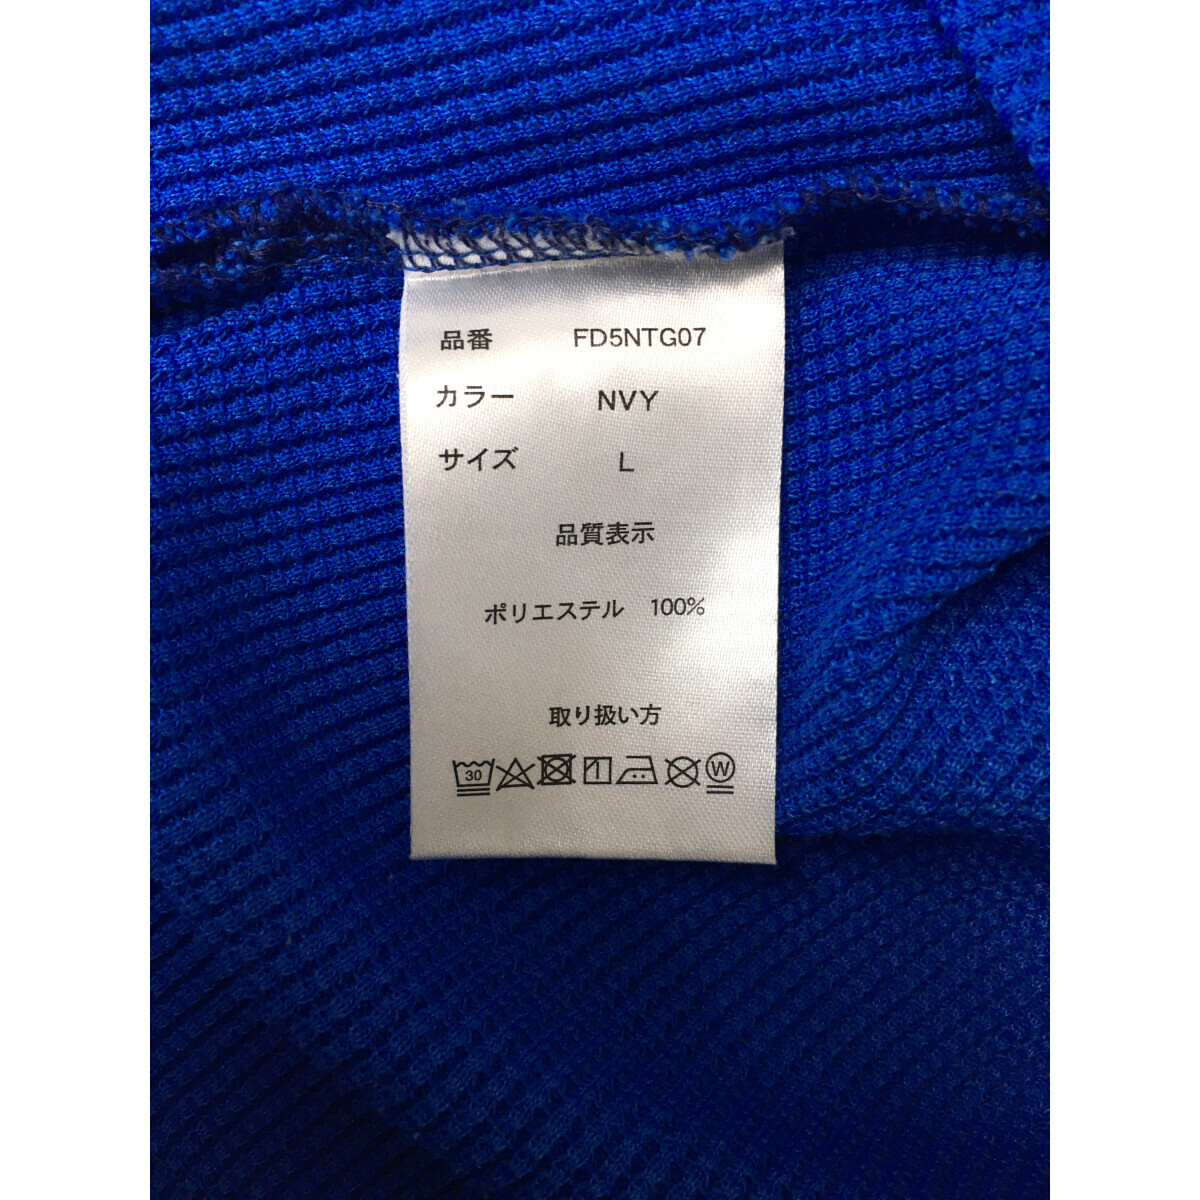 品番 FD5NTG07
カラー NVY
サイズ L
品質表示
ポリエステル 100%
取り扱い方
30 W